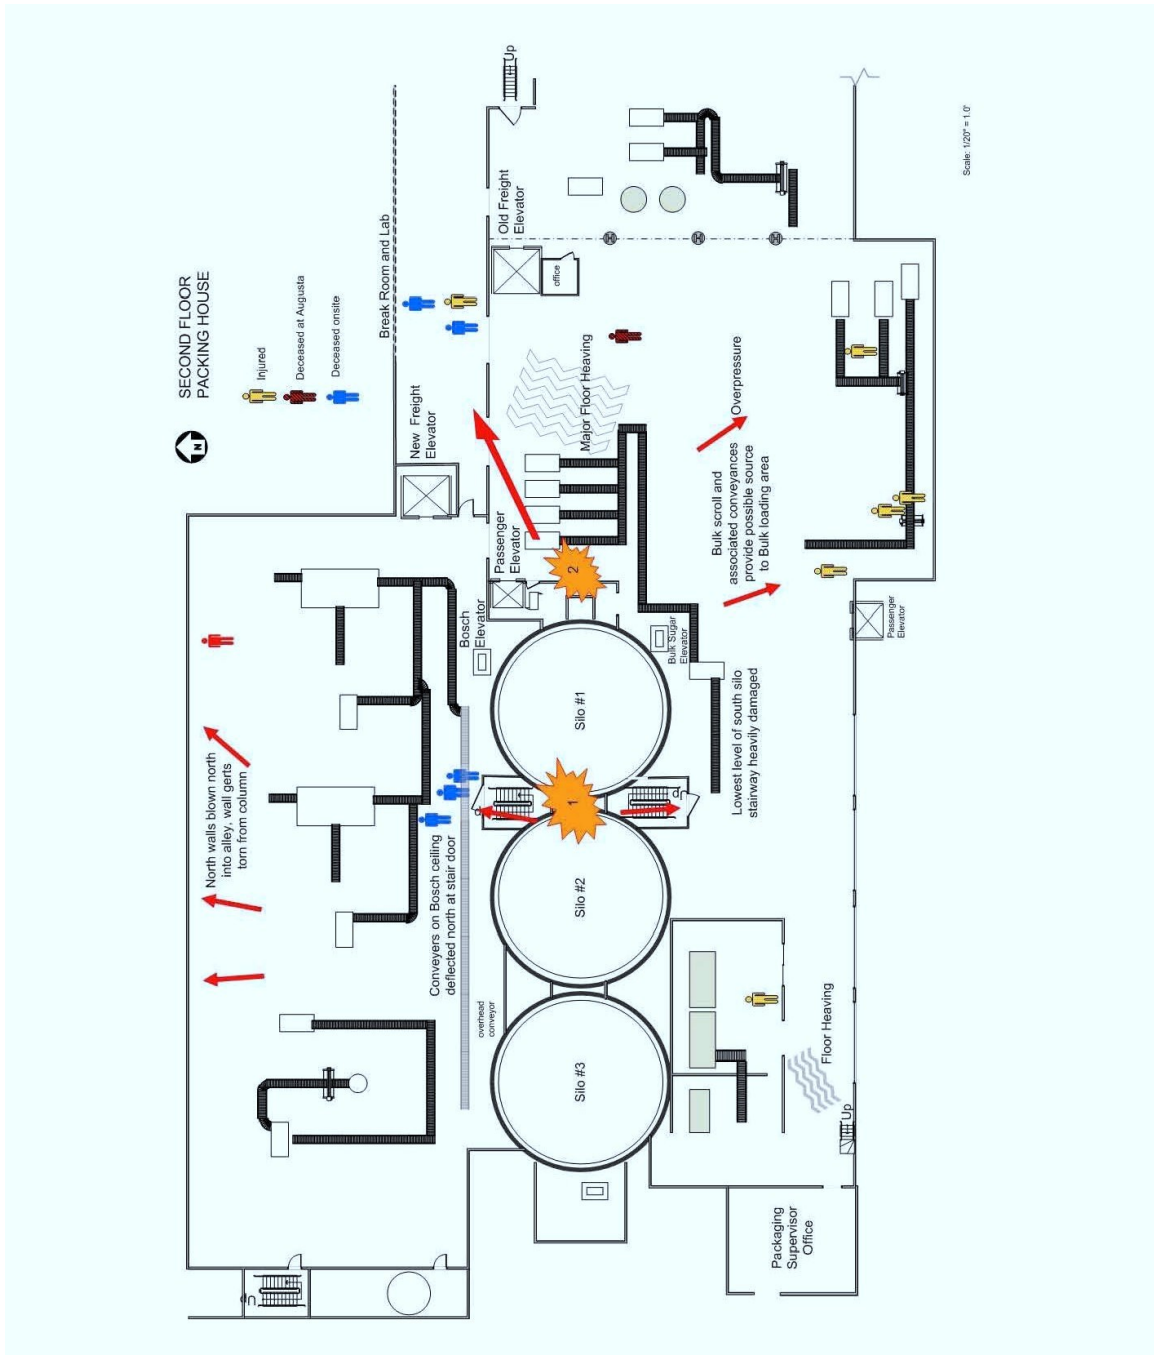 SECOND FLOOR
PACKING HOUSE
N
Injured
Deceased at Augusta
Deceased onsite
Break Room and Lab
Up
Old Freight
Elevator
office
New Freight
Elevator
Major Floor Heaving
Passenger
Elevator
2
Overpressure
Bulk scroll and
associated conveyances
provide possible source
to Bulk loading area
Bosch
Elevator
Bulk Sugar
Elevator
Passenger
Elevator
Silo #1
North walls blown north
into alley, wall gerts
torn from column
1
Lowest level of south silo
stairway heavily damaged
Conveyers on Bosch ceiling
deflected north at stair door
Silo #2
overhead
conveyor
Silo #3
Floor Heaving
Up
Packaging
Supervisor
Office
Scale: 1/20" = 1.0'